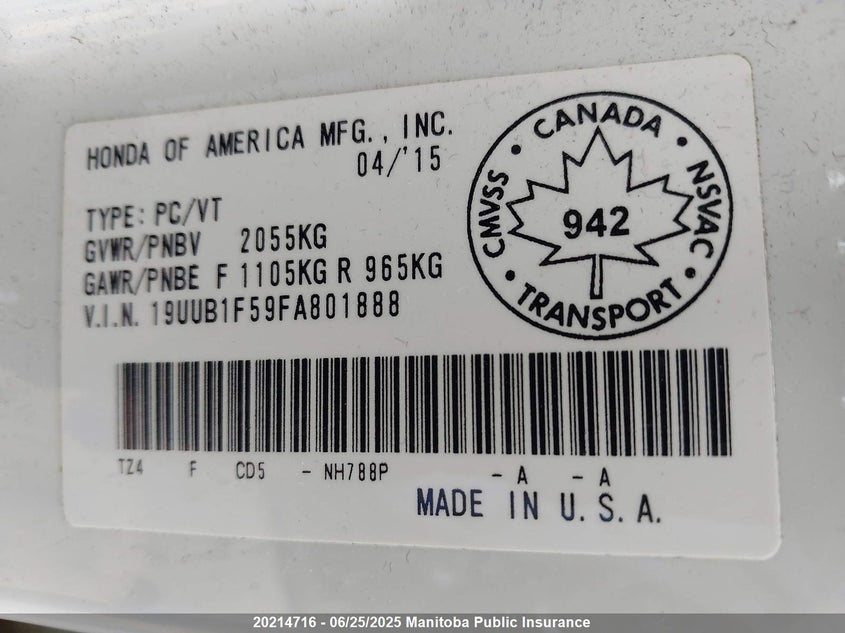 HONDA OF AMERICA MFG., INC.
04/'15
TYPE: PC/VT
GVWR/PNBV 2055KG
GAWR/PNBE F 1105KG R 965KG
V.I.N. 19UUB1F59FA801888
CANADA
CMVSS • NSVAC
942
TRANSPORT
TZ4 F CD5 - NH788P - A - A
MADE IN U.S.A.
20214716 - 06/25/2025 Manitoba Public Insurance